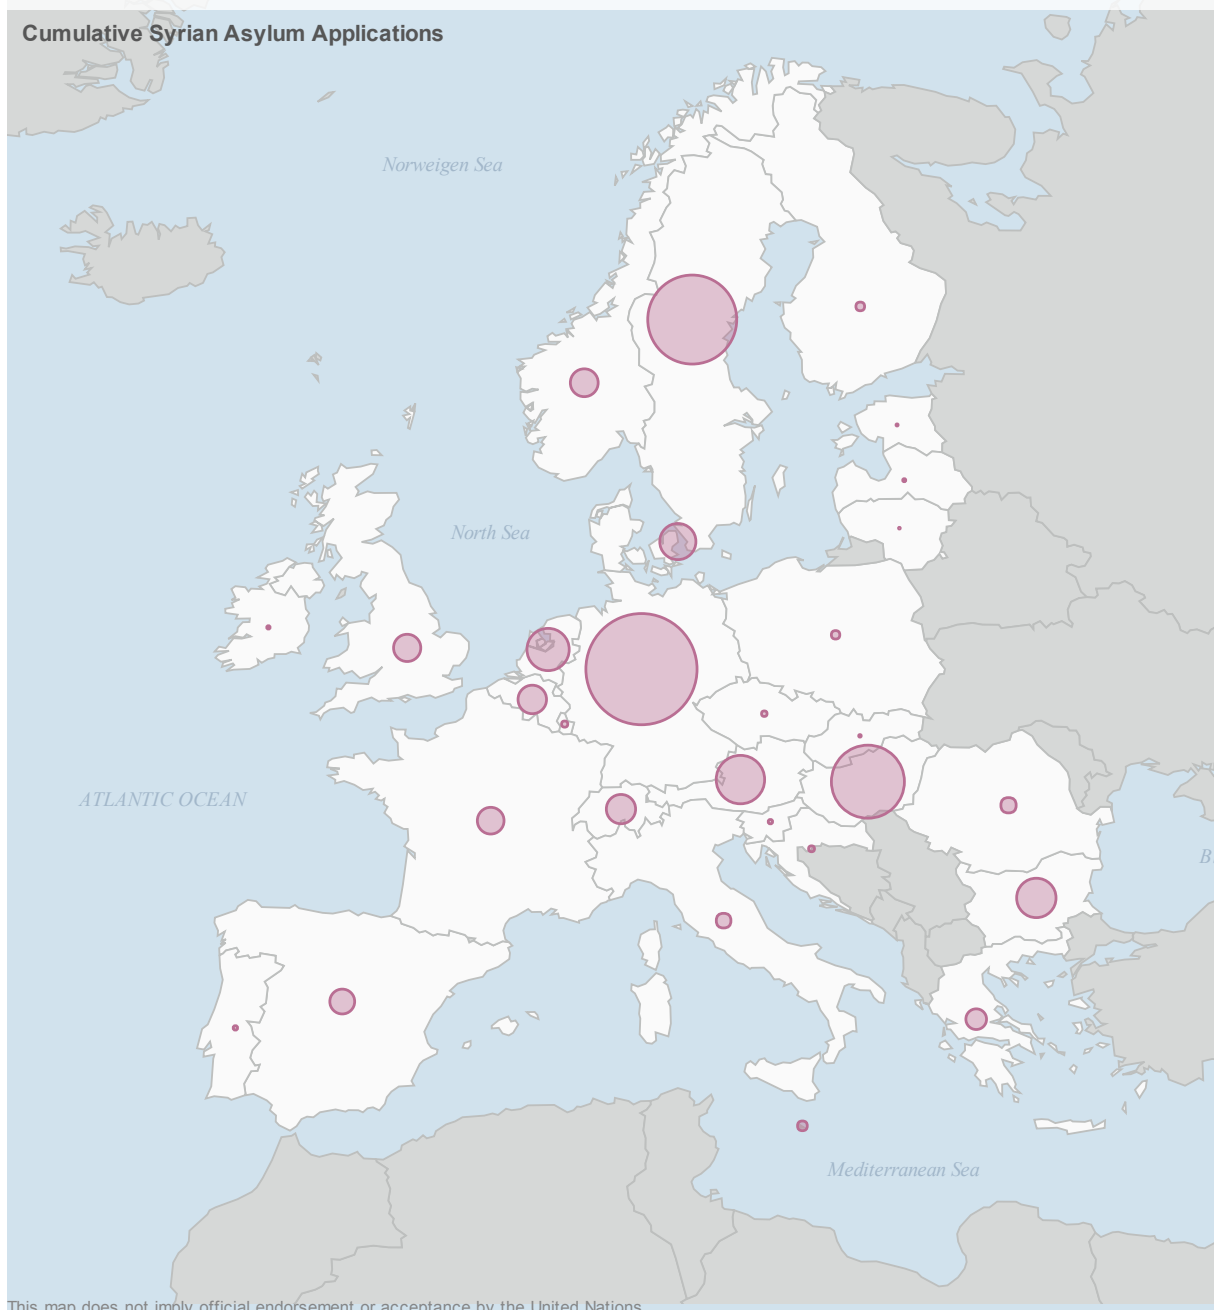 Cumulative Syrian Asylum Applications
Norweigen Sea
North Sea
ATLANTIC OCEAN
B
Mediterranean Sea
This map does not imply official endorsement or acceptance by the United Nations